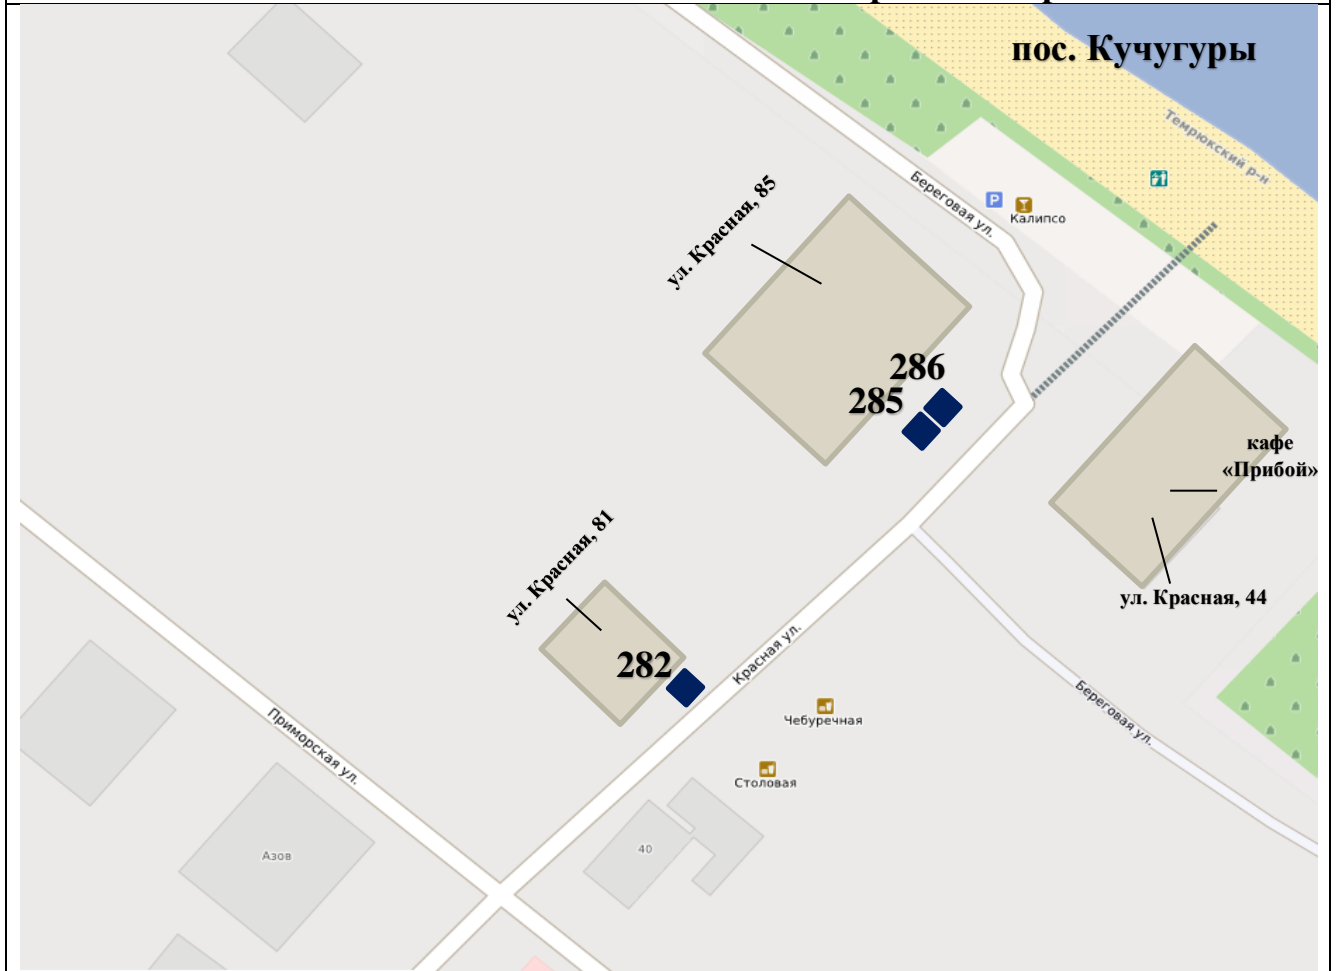 пос. Кучугуры
Темрюкский р-н
Береговая ул.
P
Калипсо
ул. Красная, 85
286
285
кафе
«Прибой»
ул. Красная, 81
ул. Красная, 44
282
Красная ул.
Чебуречная
Береговая ул.
Приморская ул.
Столовая
40
Азов